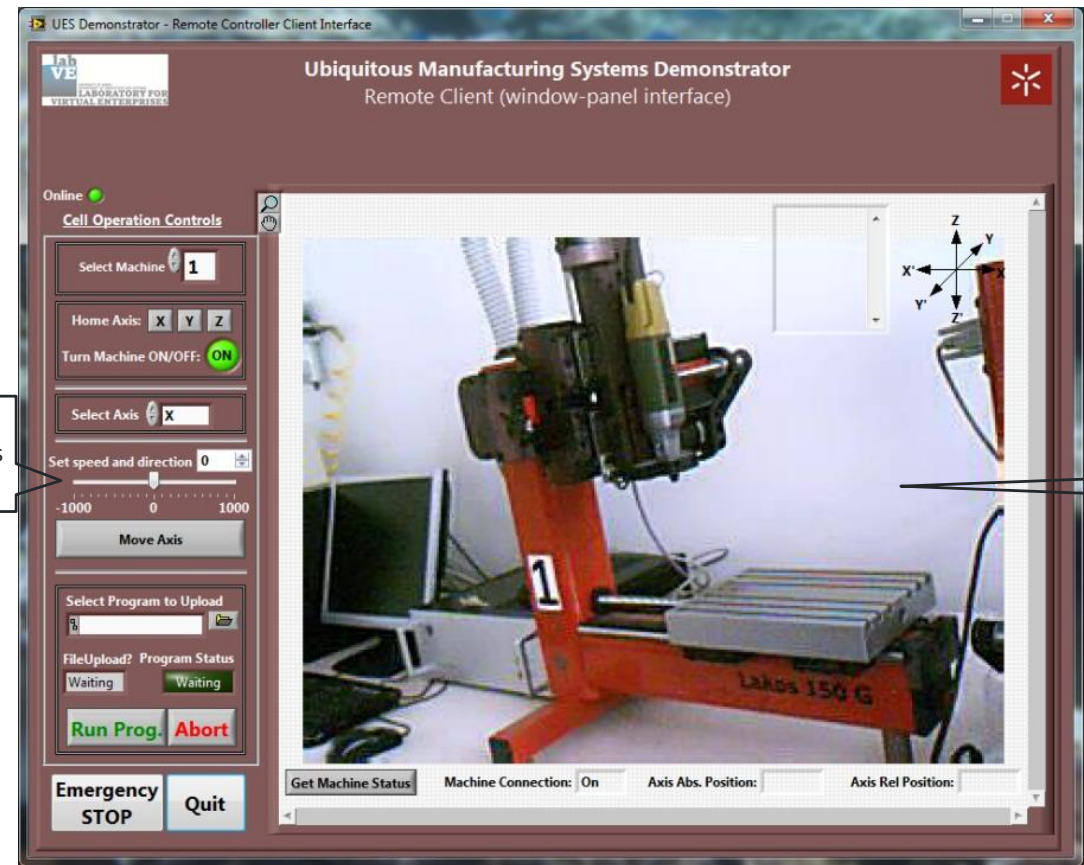 UES Demonstrator - Remote Controller Client Interface
lab
VE
LABORATORY FOR
VIRTUAL ENTERPRISES
Ubiquitous Manufacturing Systems Demonstrator
Remote Client (window-panel interface)
Online
Cell Operation Controls
Select Machine 1
Home Axis: X Y Z
Turn Machine ON/OFF: ON
Select Axis X
s
Set speed and direction 0
-1000 0 1000
Move Axis
Select Program to Upload
FileUpload? Program Status
Waiting Waiting
Run Prog. Abort
Emergency
STOP
Quit
Z
Y
X' X
Y'
Z'
1
Lakos 150 G
Get Machine Status Machine Connection: On Axis Abs. Position: Axis Rel Position: